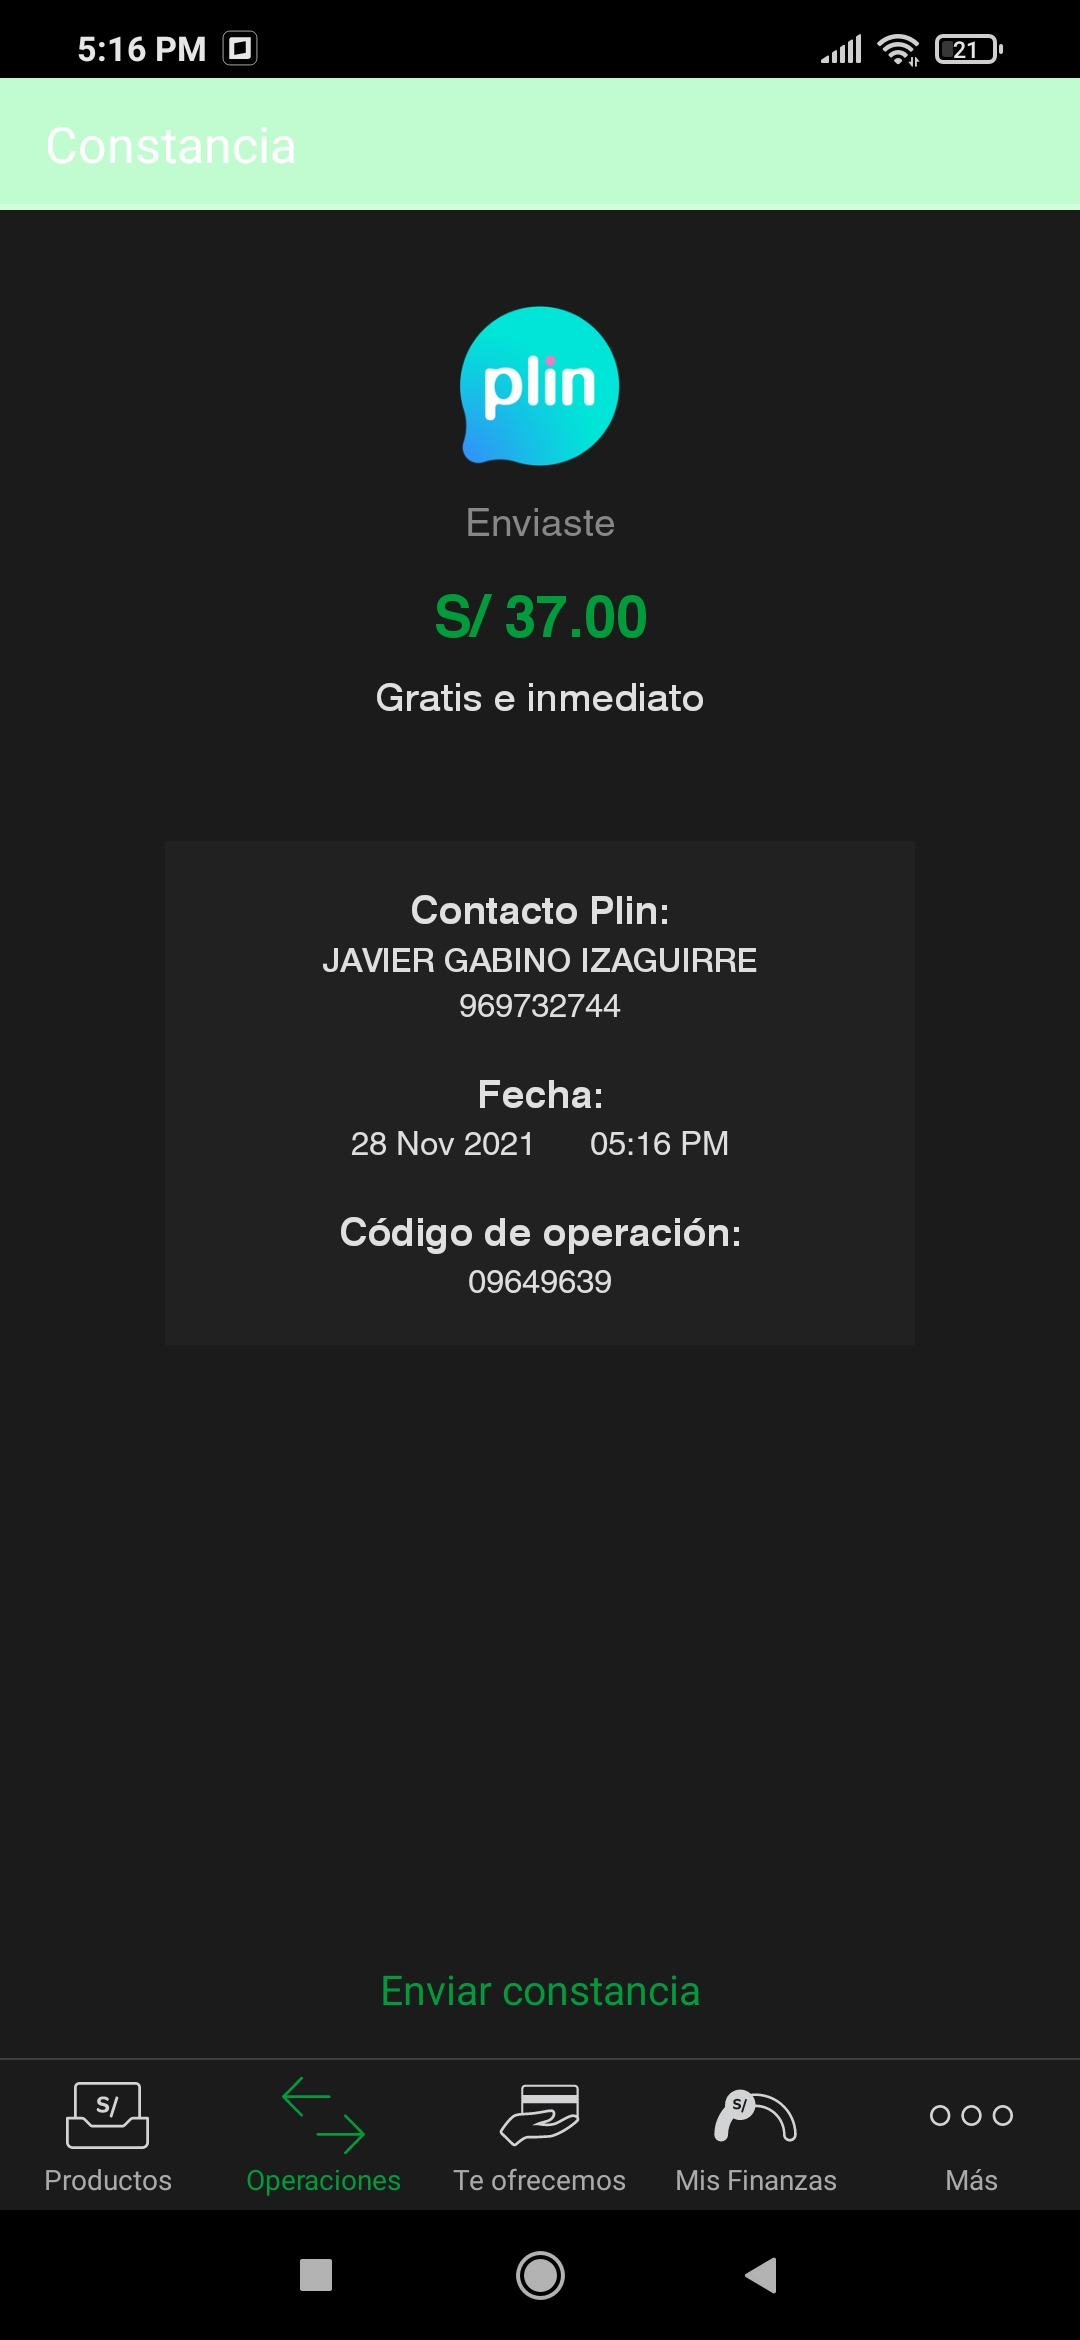 5:16 PM
21
Constancia
plin
Enviaste
S/ 37.00
Gratis e inmediato
Contacto Plin:
JAVIER GABINO IZAGUIRRE
969732744
Fecha:
28 Nov 2021 05:16 PM
Código de operación:
09649639
Enviar constancia
S/ S/
Productos Operaciones Te ofrecemos Mis Finanzas Más